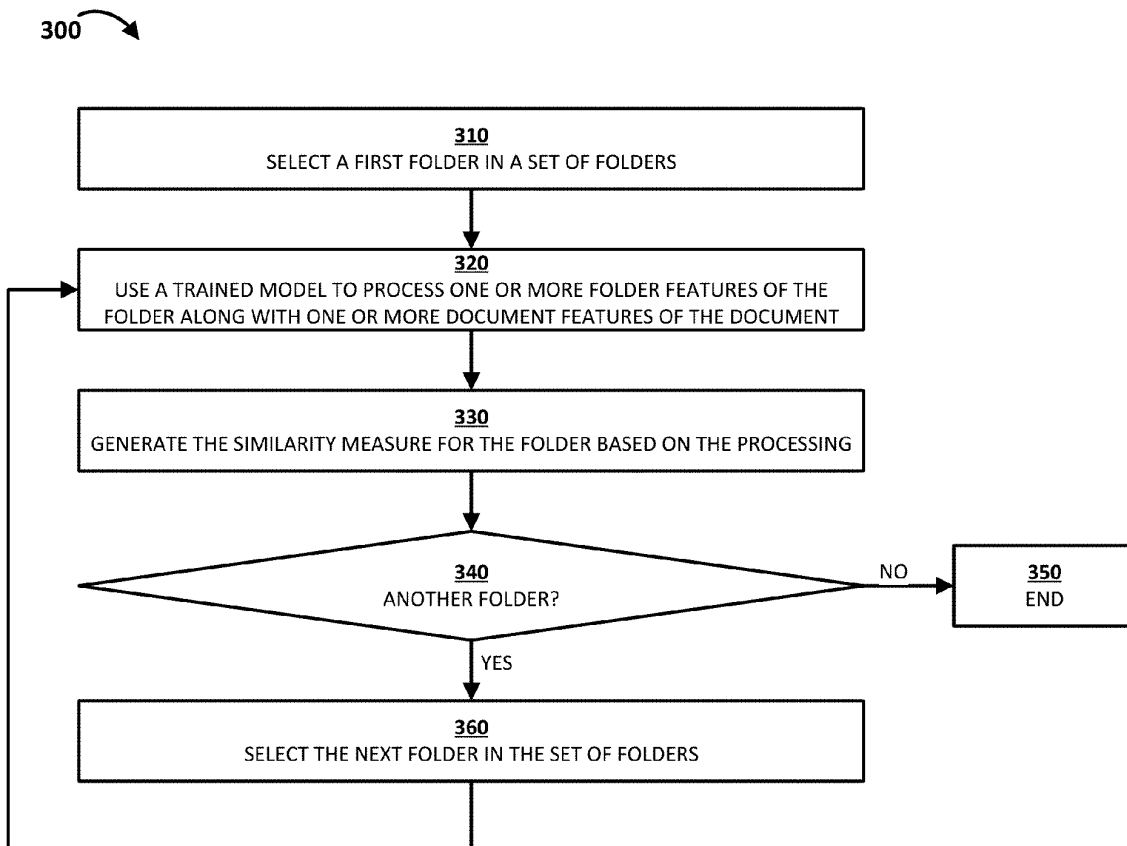 300
310
SELECT A FIRST FOLDER IN A SET OF FOLDERS
320
USE A TRAINED MODEL TO PROCESS ONE OR MORE FOLDER FEATURES OF THE
FOLDER ALONG WITH ONE OR MORE DOCUMENT FEATURES OF THE DOCUMENT
330
GENERATE THE SIMILARITY MEASURE FOR THE FOLDER BASED ON THE PROCESSING
340
ANOTHER FOLDER?
NO
350
END
YES
360
SELECT THE NEXT FOLDER IN THE SET OF FOLDERS